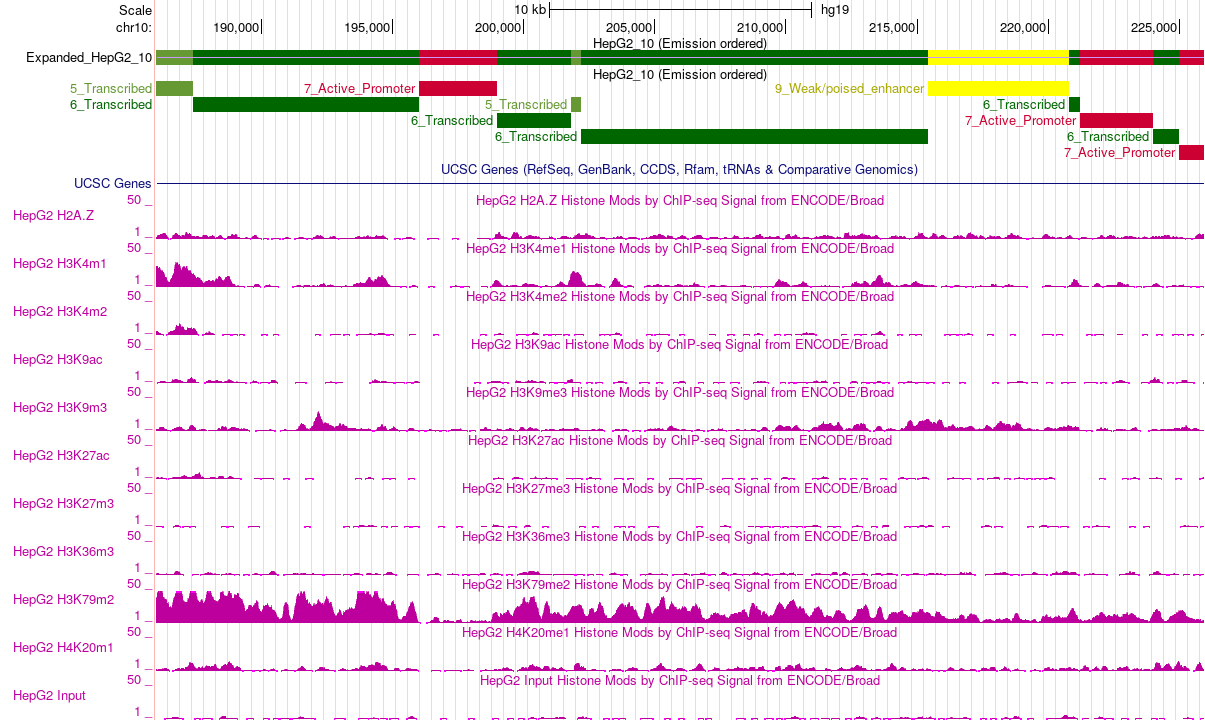 Scale 10 kb hg19
chr10: 190,000 195,000 200,000 205,000 210,000 215,000 220,000 225,000
HepG2_10 (Emission ordered)
Expanded_HepG2_10
HepG2_10 (Emission ordered)
5_Transcribed 7_Active_Promoter 9_Weak/poised_enhancer
6_Transcribed 5_Transcribed 6_Transcribed
6_Transcribed 7_Active_Promoter
6_Transcribed 6_Transcribed
7_Active_Promoter
UCSC Genes (RefSeq, GenBank, CCDS, Rfam, tRNAs & Comparative Genomics)
UCSC Genes
50 _ HepG2 H2A.Z Histone Mods by ChIP-seq Signal from ENCODE/Broad
HepG2 H2A.Z
1 _
50 _ HepG2 H3K4me1 Histone Mods by ChIP-seq Signal from ENCODE/Broad
HepG2 H3K4m1
1 _
50 _ HepG2 H3K4me2 Histone Mods by ChIP-seq Signal from ENCODE/Broad
HepG2 H3K4m2
1 _
50 _ HepG2 H3K9ac Histone Mods by ChIP-seq Signal from ENCODE/Broad
HepG2 H3K9ac
1 _
50 _ HepG2 H3K9me3 Histone Mods by ChIP-seq Signal from ENCODE/Broad
HepG2 H3K9m3
1 _
50 _ HepG2 H3K27ac Histone Mods by ChIP-seq Signal from ENCODE/Broad
HepG2 H3K27ac
1 _
50 _ HepG2 H3K27me3 Histone Mods by ChIP-seq Signal from ENCODE/Broad
HepG2 H3K27m3
1 _
50 _ HepG2 H3K36me3 Histone Mods by ChIP-seq Signal from ENCODE/Broad
HepG2 H3K36m3
1 _
50 _ HepG2 H3K79me2 Histone Mods by ChIP-seq Signal from ENCODE/Broad
HepG2 H3K79m2
1 _
50 _ HepG2 H4K20me1 Histone Mods by ChIP-seq Signal from ENCODE/Broad
HepG2 H4K20m1
1 _
50 _ HepG2 Input Histone Mods by ChIP-seq Signal from ENCODE/Broad
HepG2 Input
1 _